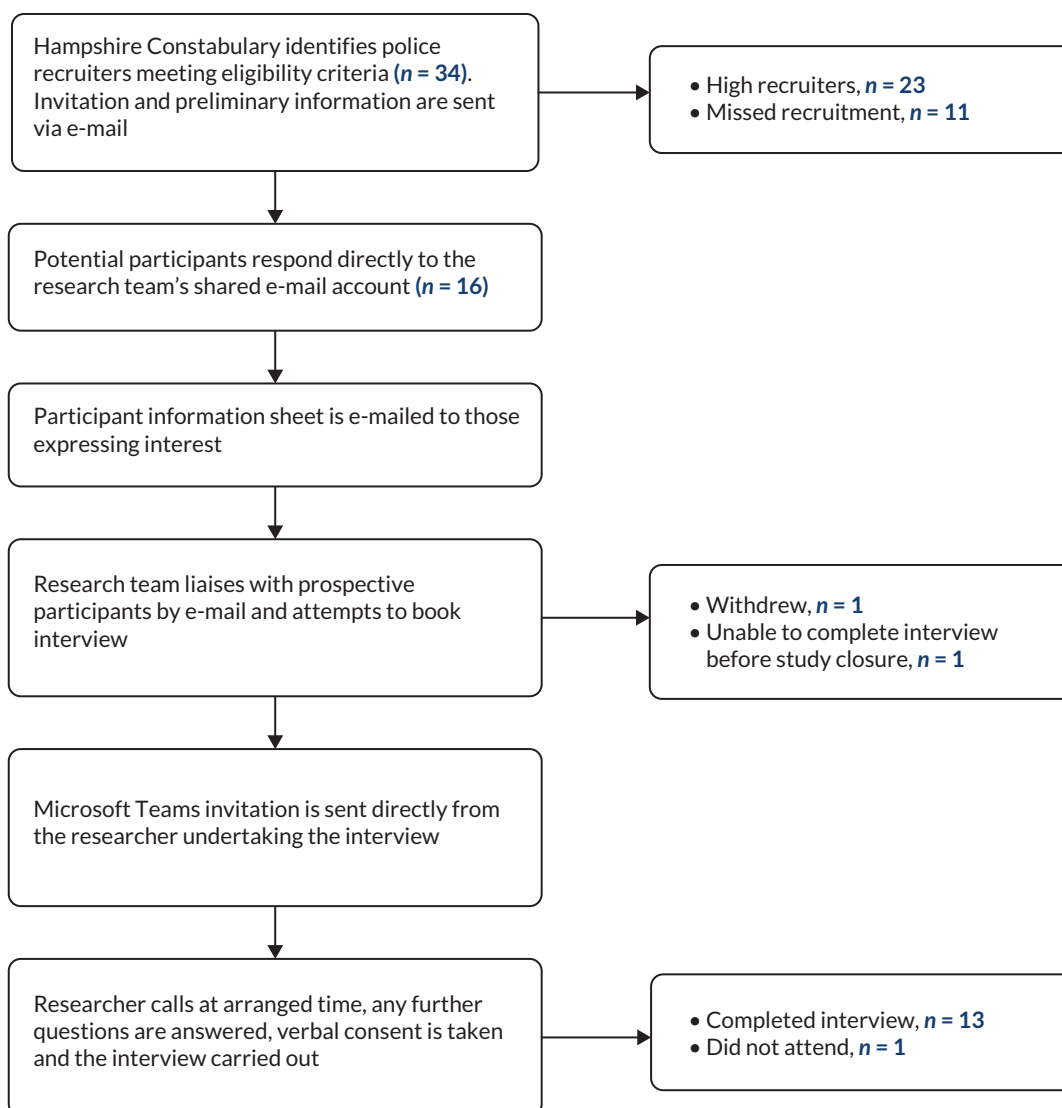 Hampshire Constabulary identifies police
recruiters meeting eligibility criteria (n = 34).
Invitation and preliminary information are sent
via e-mail
• High recruiters, n = 23
• Missed recruitment, n = 11
Potential participants respond directly to the
research team’s shared e-mail account (n = 16)
Participant information sheet is e-mailed to those
expressing interest
Research team liaises with prospective
participants by e-mail and attempts to book
interview
• Withdrew, n = 1
• Unable to complete interview
before study closure, n = 1
Microsoft Teams invitation is sent directly from
the researcher undertaking the interview
Researcher calls at arranged time, any further
questions are answered, verbal consent is taken
and the interview carried out
• Completed interview, n = 13
• Did not attend, n = 1